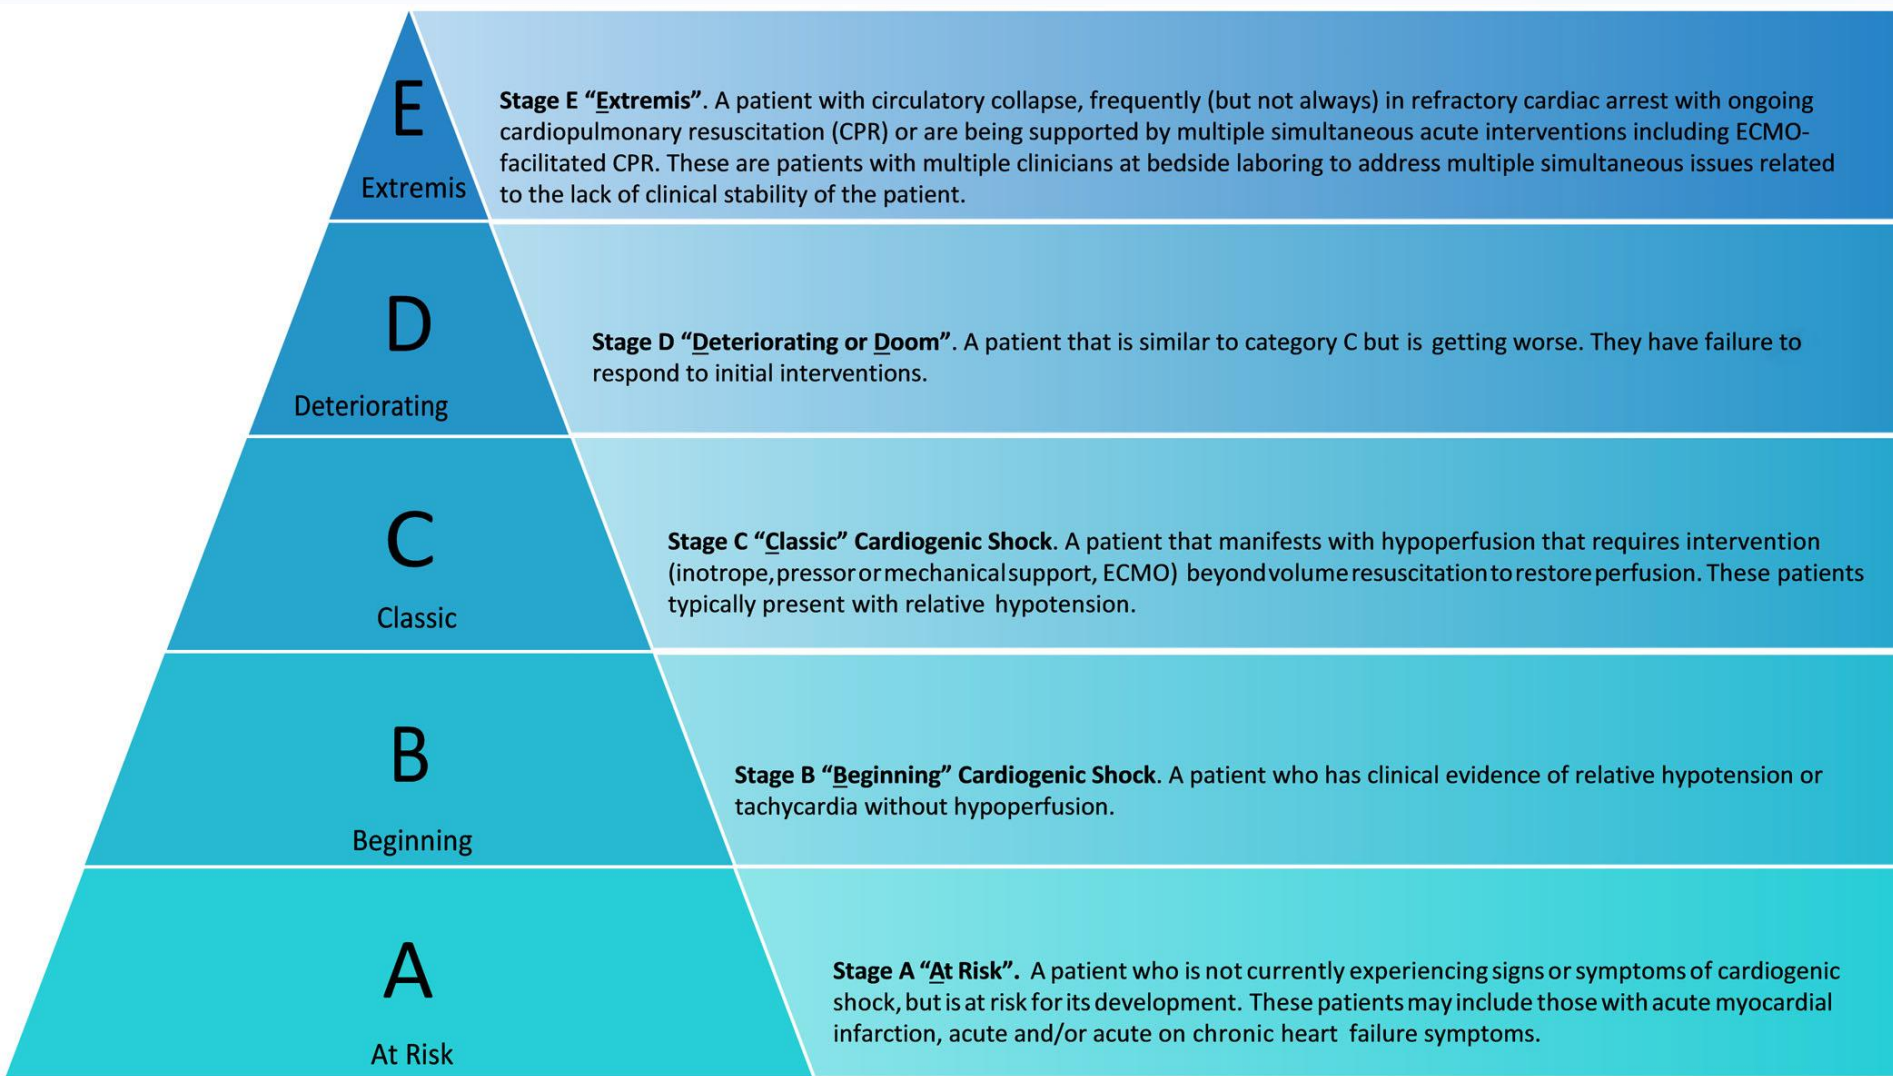 E
Extremis
Stage E “Extremis”. A patient with circulatory collapse, frequently (but not always) in refractory cardiac arrest with ongoing
cardiopulmonary resuscitation (CPR) or are being supported by multiple simultaneous acute interventions including ECMO-
facilitated CPR. These are patients with multiple clinicians at bedside laboring to address multiple simultaneous issues related
to the lack of clinical stability of the patient.
D
Deteriorating
Stage D “Deteriorating or Doom”. A patient that is similar to category C but is getting worse. They have failure to
respond to initial interventions.
C
Classic
Stage C “Classic” Cardiogenic Shock. A patient that manifests with hypoperfusion that requires intervention
(inotrope, pressor or mechanical support, ECMO) beyond volume resuscitation to restore perfusion. These patients
typically present with relative hypotension.
B
Beginning
Stage B “Beginning” Cardiogenic Shock. A patient who has clinical evidence of relative hypotension or
tachycardia without hypoperfusion.
A
At Risk
Stage A “At Risk”. A patient who is not currently experiencing signs or symptoms of cardiogenic
shock, but is at risk for its development. These patients may include those with acute myocardial
infarction, acute and/or acute on chronic heart failure symptoms.